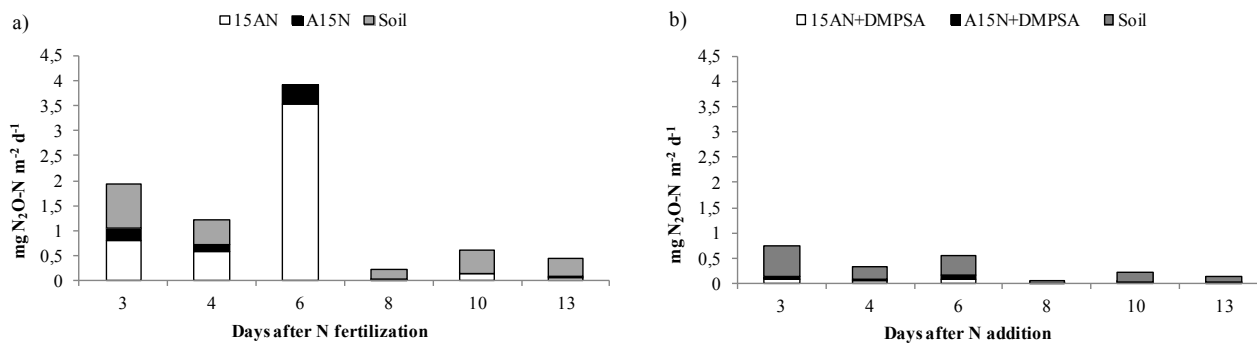 a)
15AN A15N Soil
4,5
4
3,5
3
2,5
2
1,5
1
0,5
0
mg N₂O-N m⁻² d⁻¹
3 4 6 8 10 13
Days after N fertilization
b)
15AN+DMPSA A15N+DMPSA Soil
4,5
4
3,5
3
2,5
2
1,5
1
0,5
0
mg N₂O-N m⁻² d⁻¹
3 4 6 8 10 13
Days after N addition